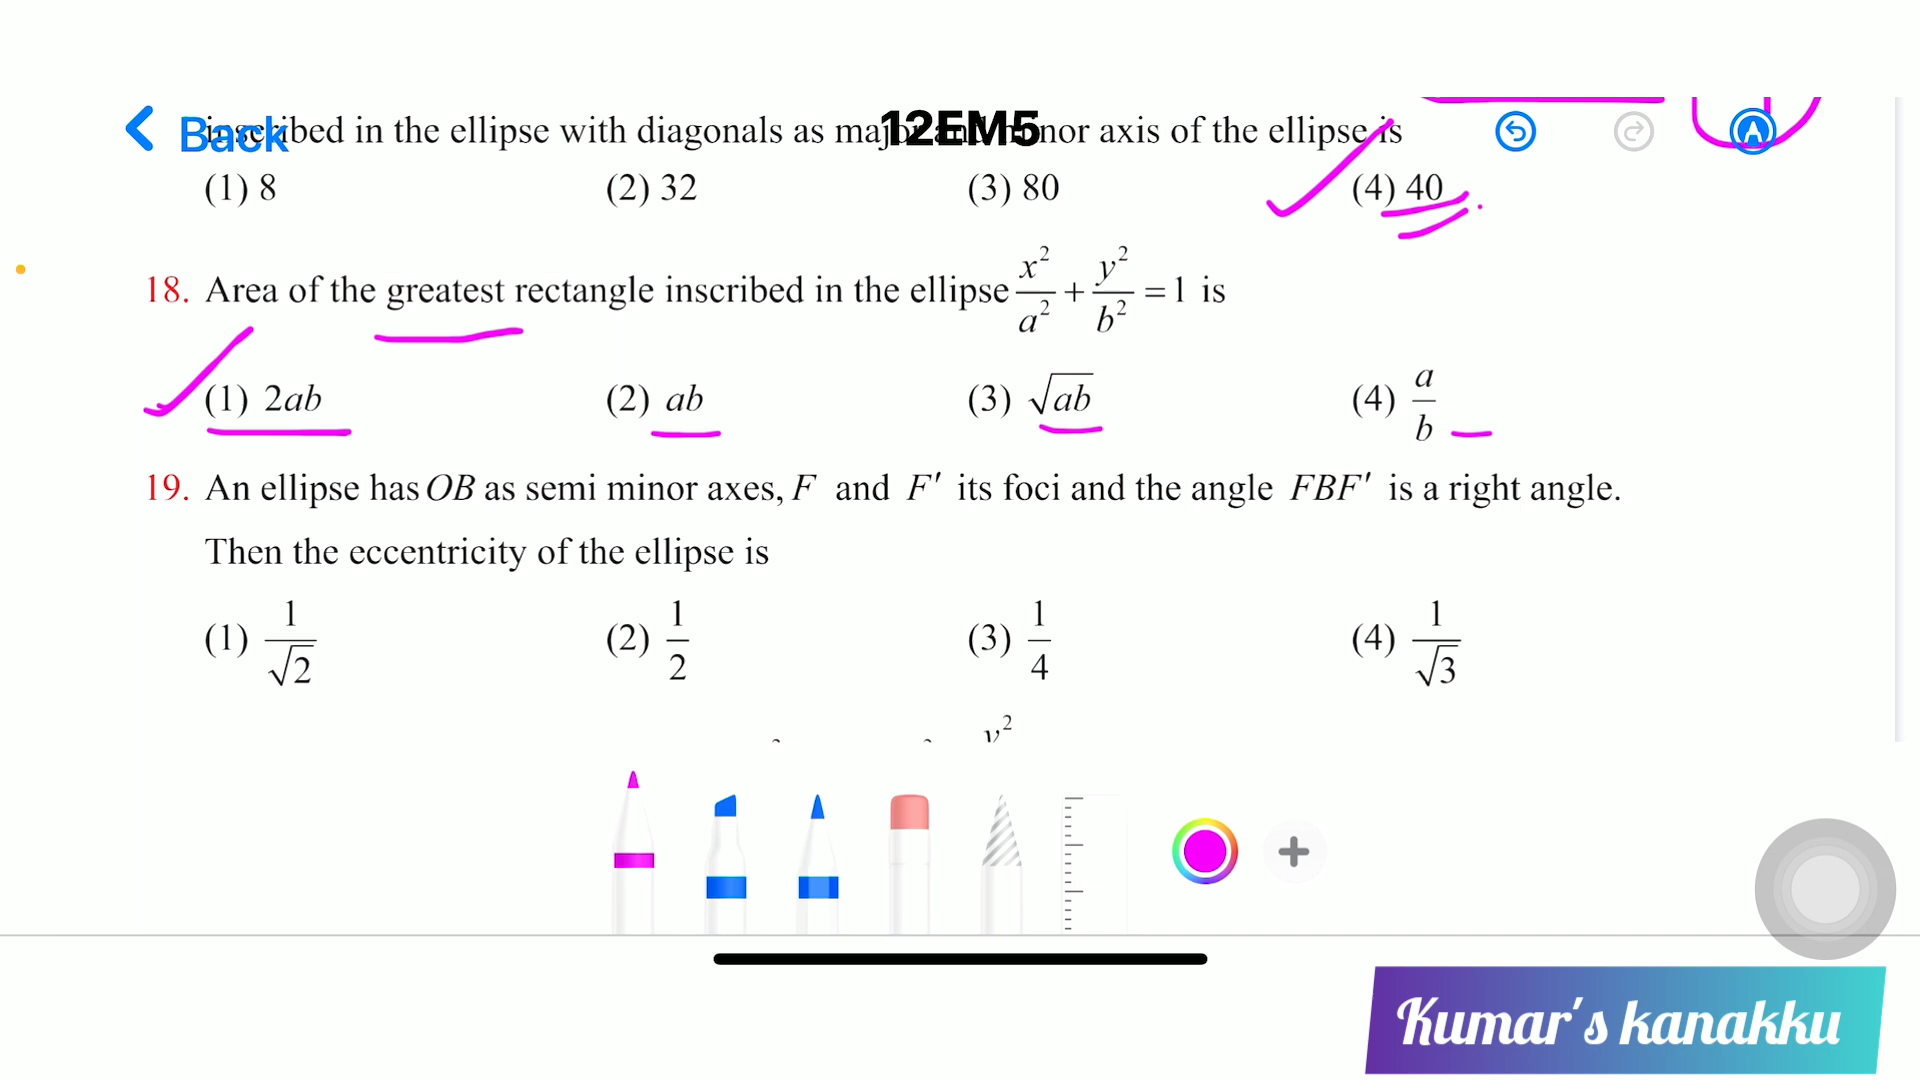 Back
12EM5
inscribed in the ellipse with diagonals as major and minor axis of the ellipse is
(1) 8 (2) 32 (3) 80 (4) 40
18. Area of the greatest rectangle inscribed in the ellipse x²/a² + y²/b² = 1 is
(1) 2ab (2) ab (3) √ab (4) a/b
19. An ellipse has OB as semi minor axes, F and F′ its foci and the angle FBF′ is a right angle.
Then the eccentricity of the ellipse is
(1) 1/√2 (2) 1/2 (3) 1/4 (4) 1/√3
y²
Kumar's kanakku